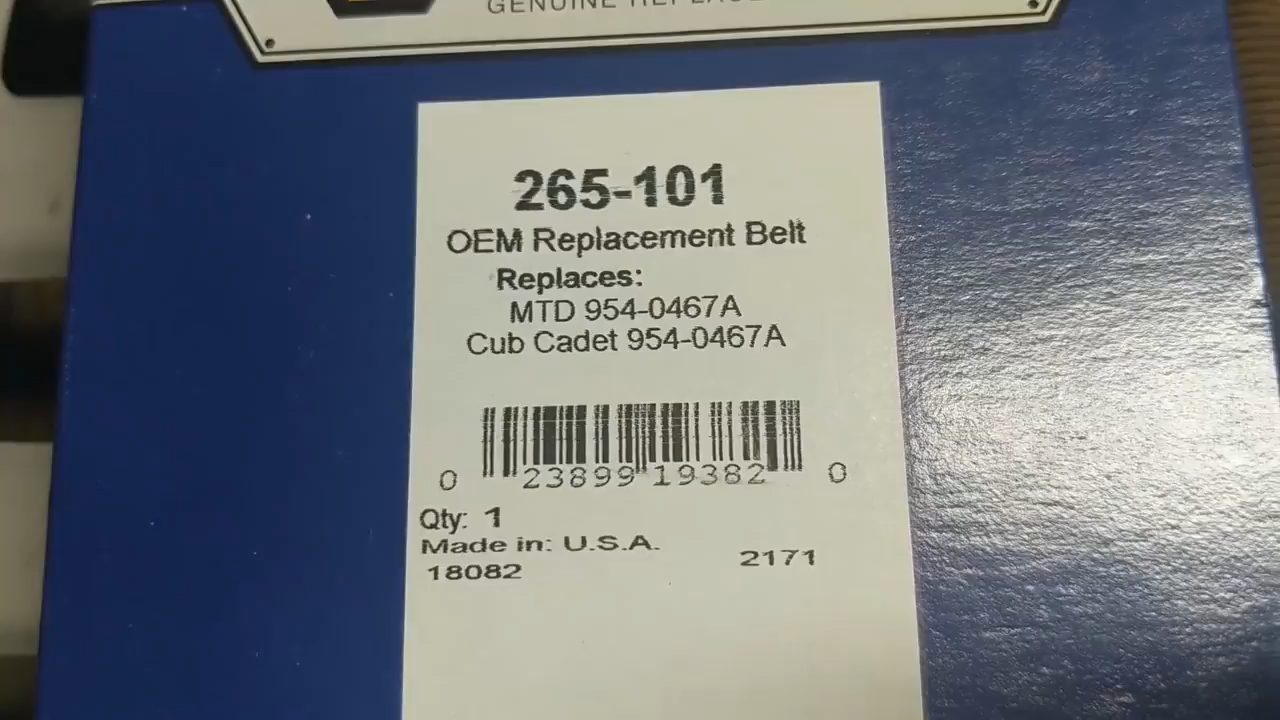 GENUINE REPLACE
265-101
OEM Replacement Belt
Replaces:
MTD 954-0467A
Cub Cadet 954-0467A
0 23899 19382 0
Qty: 1
Made in: U.S.A.
18082 2171